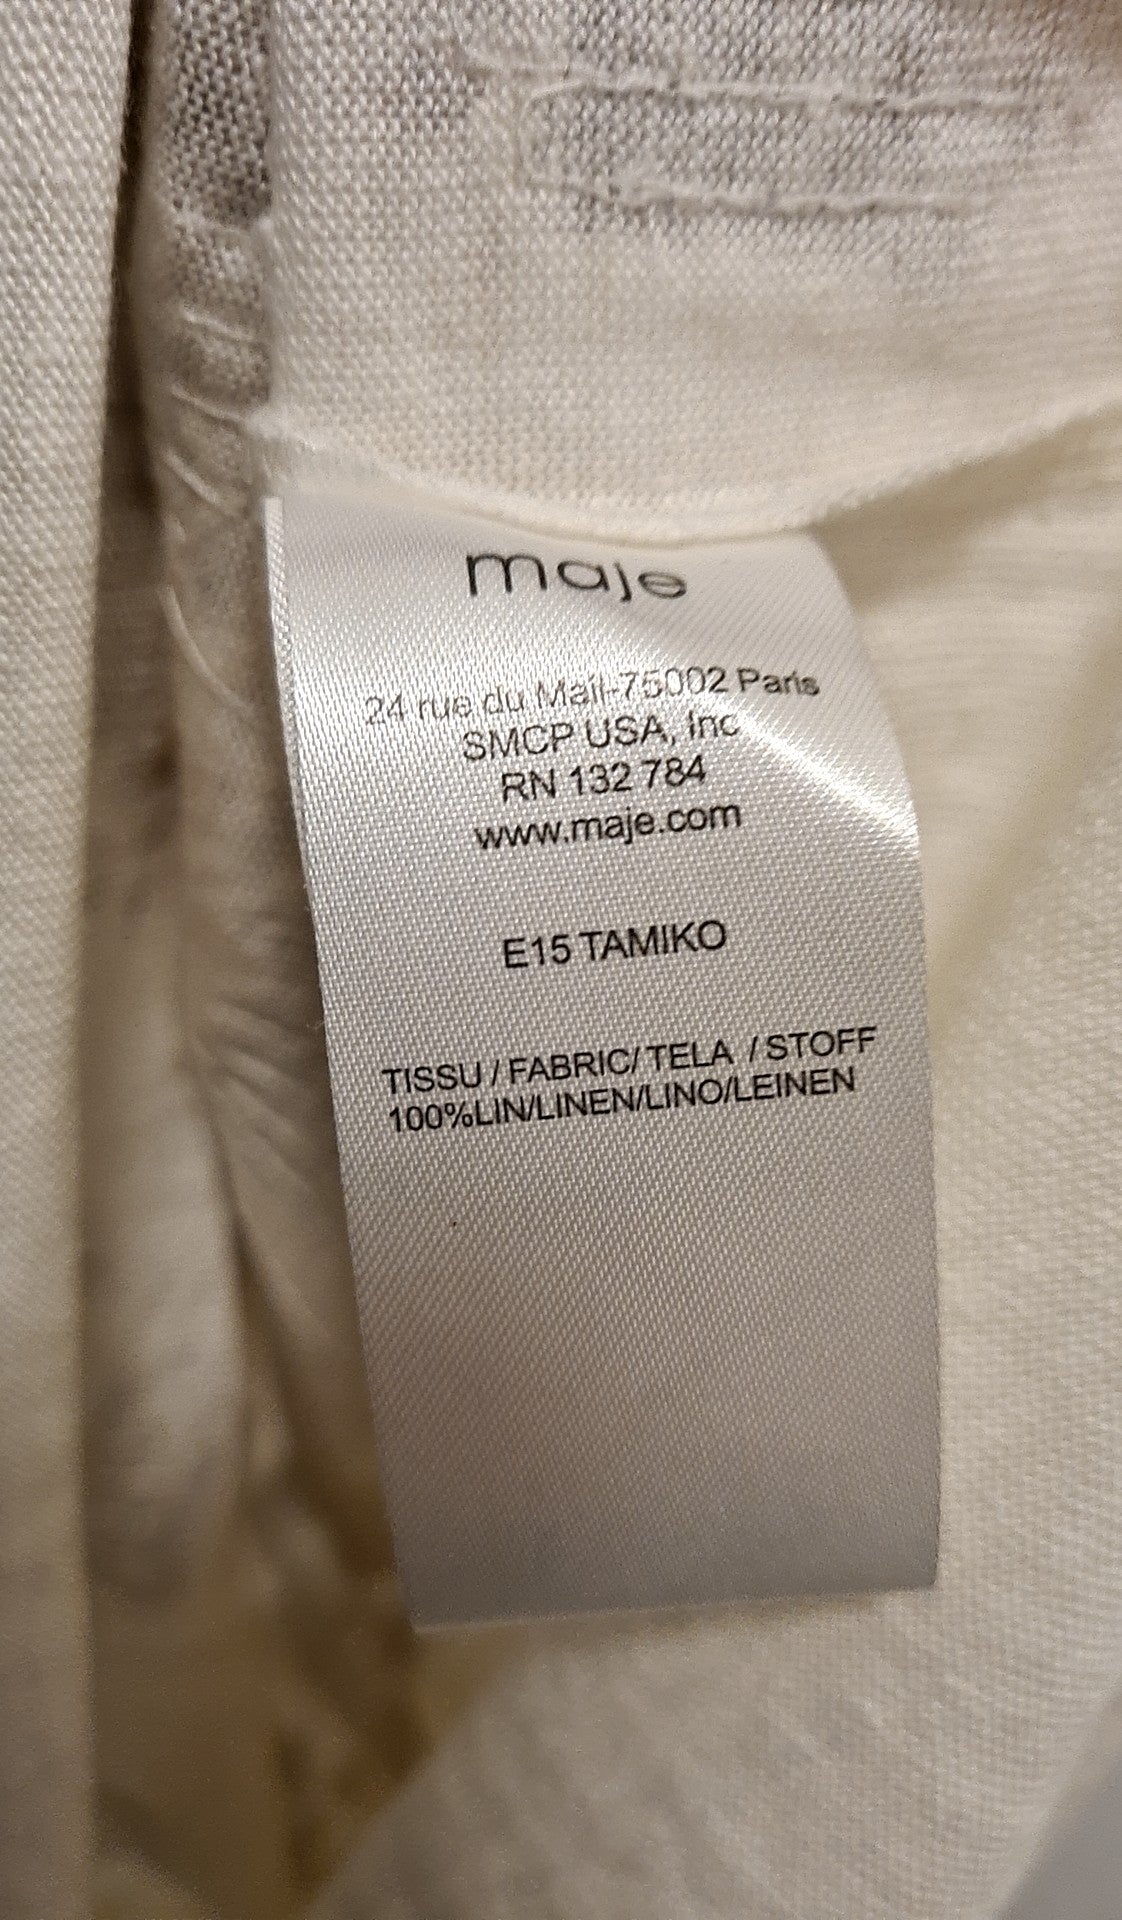 maje
24 rue du Mail-75002 Paris
SMCP USA, Inc
RN 132 784
www.maje.com
E15 TAMIKO
TISSU / FABRIC/ TELA / STOFF
100%LIN/LINEN/LINO/LEINEN